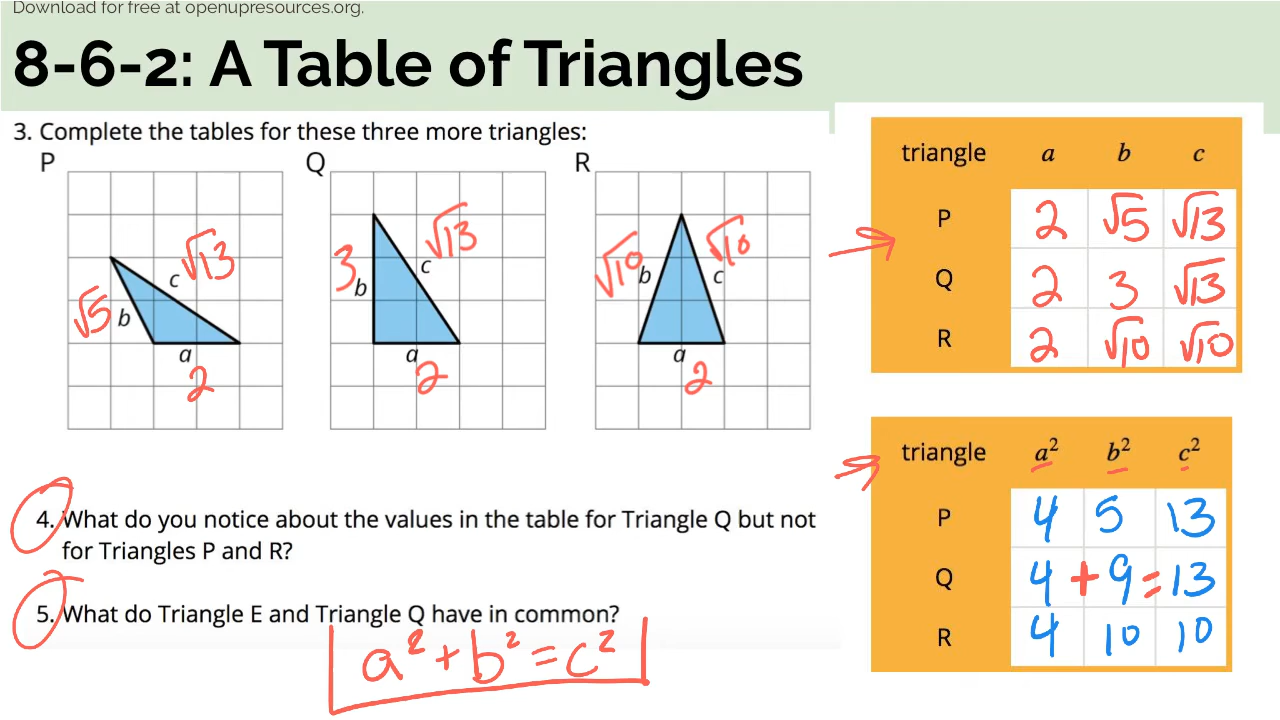 Download for free at openupresources.org.
8-6-2: A Table of Triangles
3. Complete the tables for these three more triangles:
P Q R
√5 b c √13 a 2
3 b c √13 a 2
√10 b c √10 a 2
triangle a b c
P 2 √5 √13
Q 2 3 √13
R 2 √10 √10
4. What do you notice about the values in the table for Triangle Q but not
for Triangles P and R?
5. What do Triangle E and Triangle Q have in common?
a² + b² = c²
triangle a² b² c²
P 4 5 13
Q 4 + 9 = 13
R 4 10 10